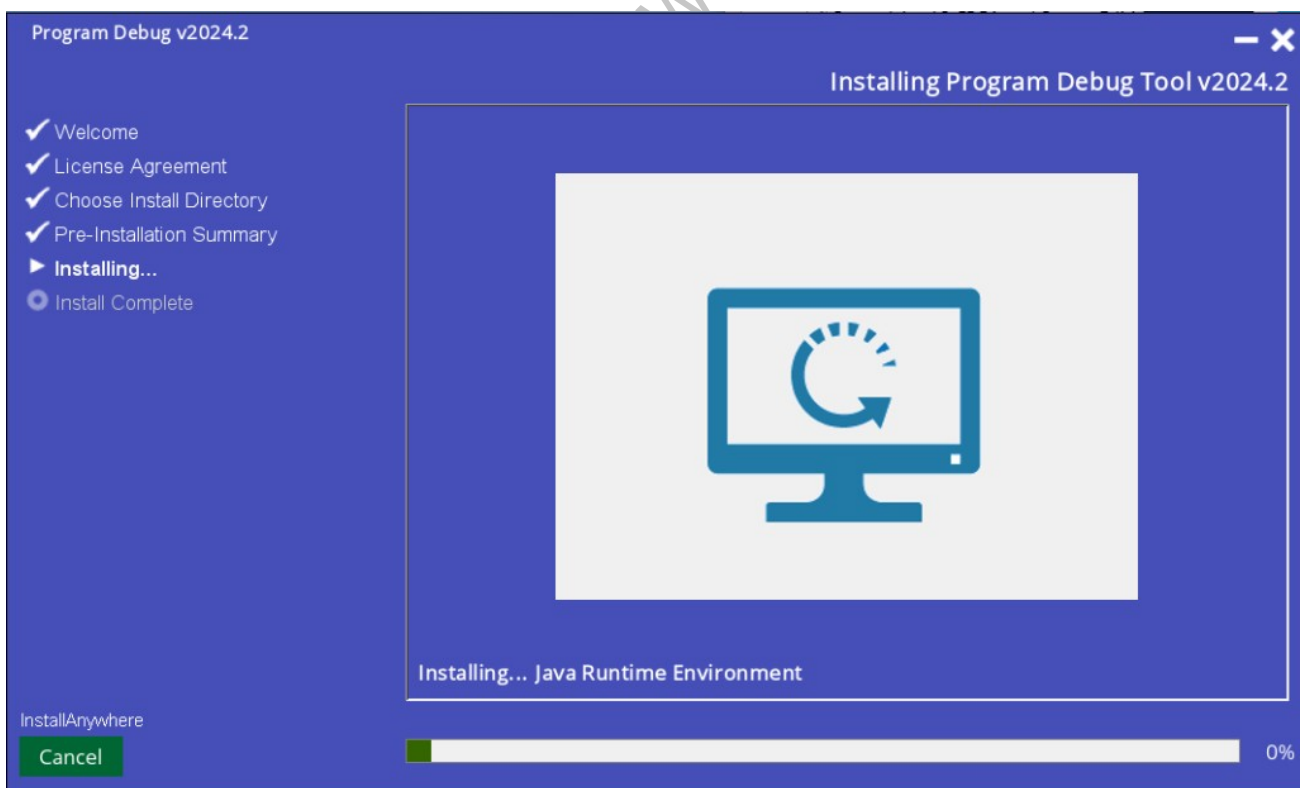 Program Debug v2024.2
Installing Program Debug Tool v2024.2
Welcome
License Agreement
Choose Install Directory
Pre-Installation Summary
Installing...
Install Complete
Installing... Java Runtime Environment
InstallAnywhere
Cancel
0%